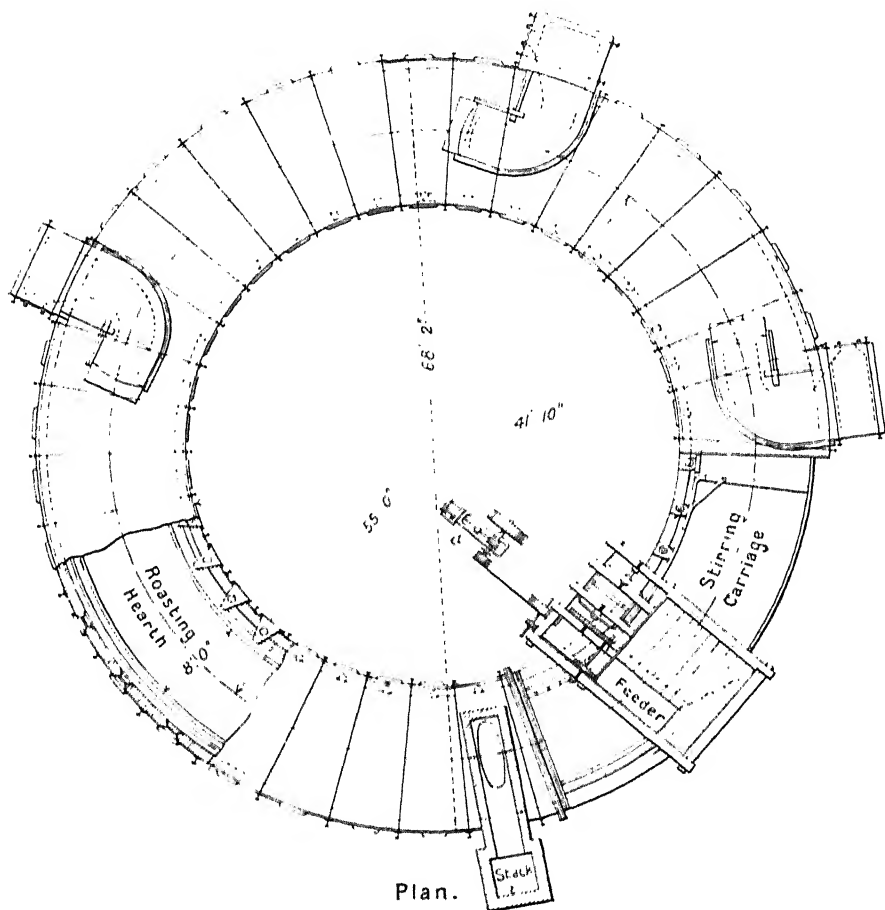 68' 2"
41' 10"
55' 0"
Stirring
Carriage
Roasting
Hearth
8'-0"
Feeder
Stack
Plan.